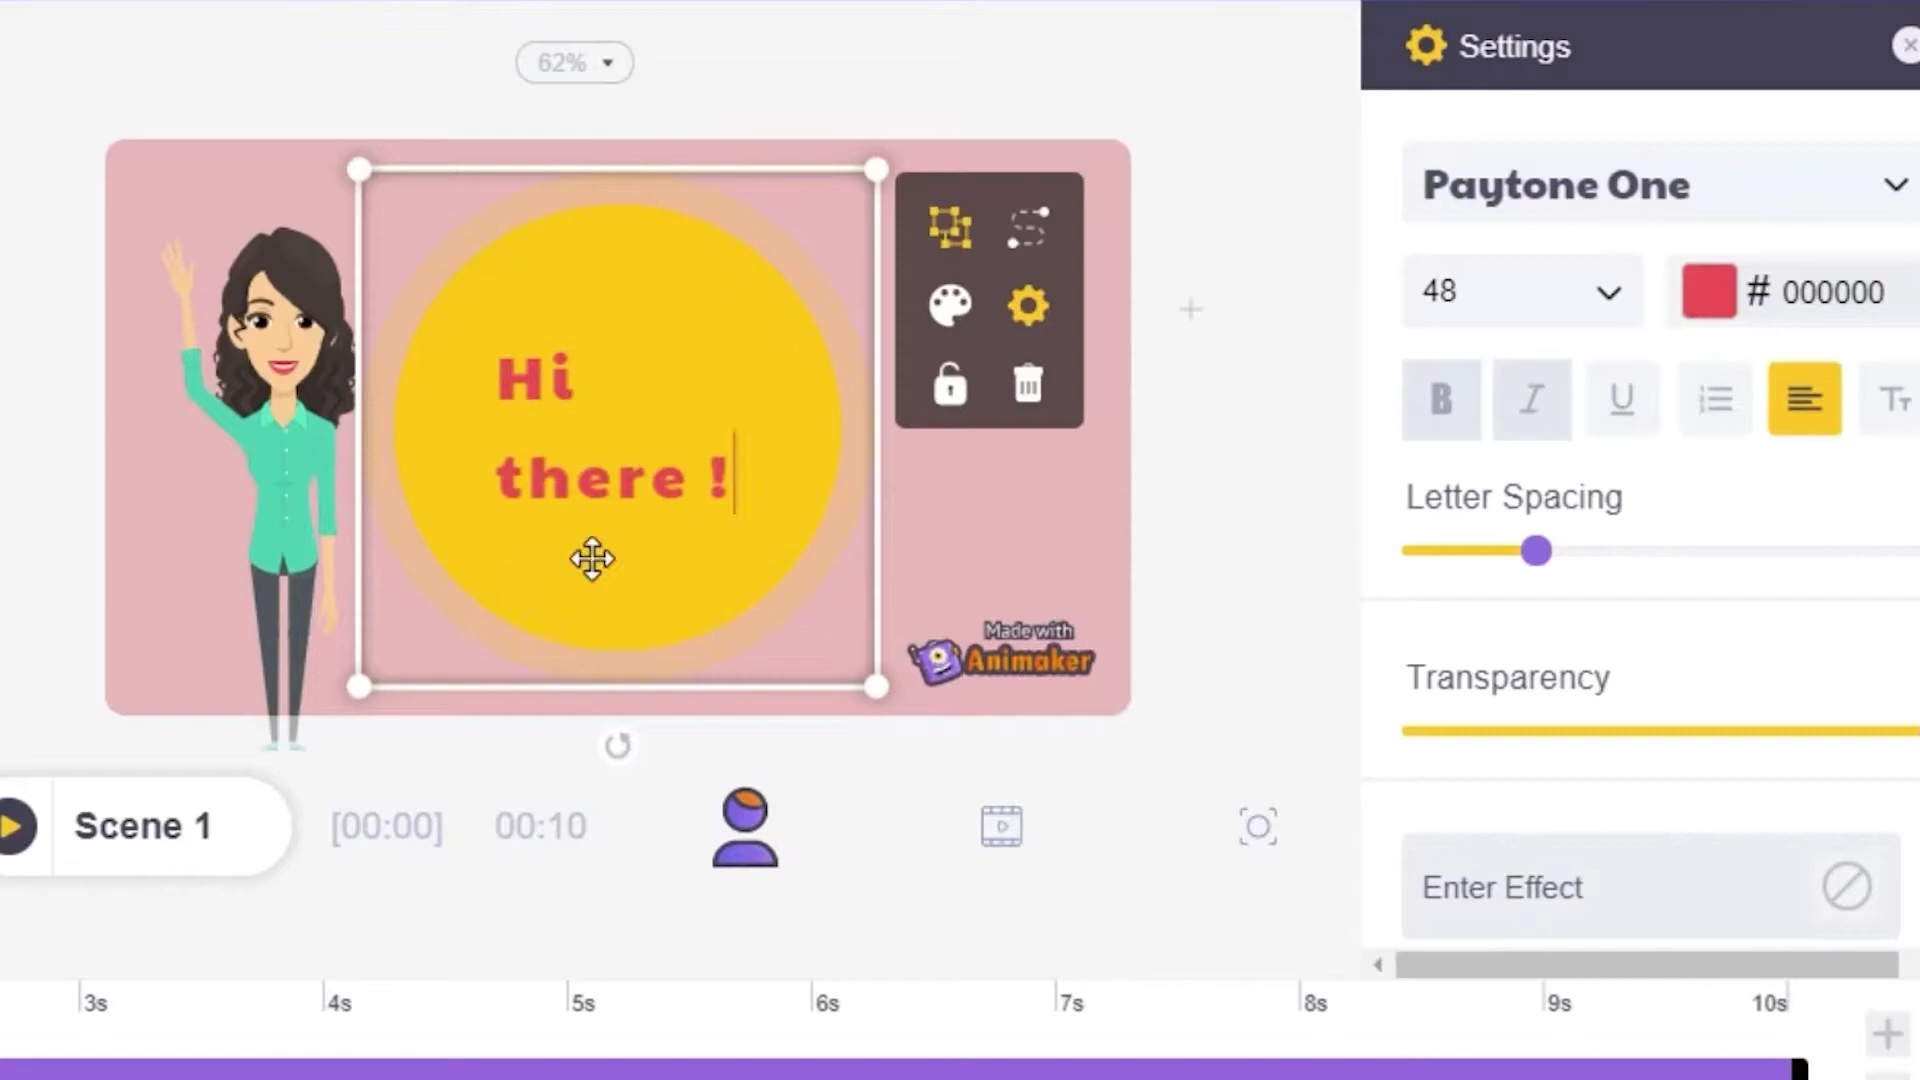 62%
Settings
Paytone One
48
# 000000
B I U Tт
Hi
there !
Letter Spacing
Transparency
Made with
Animaker
Scene 1
[00:00] 00:10
Enter Effect
3s 4s 5s 6s 7s 8s 9s 10s